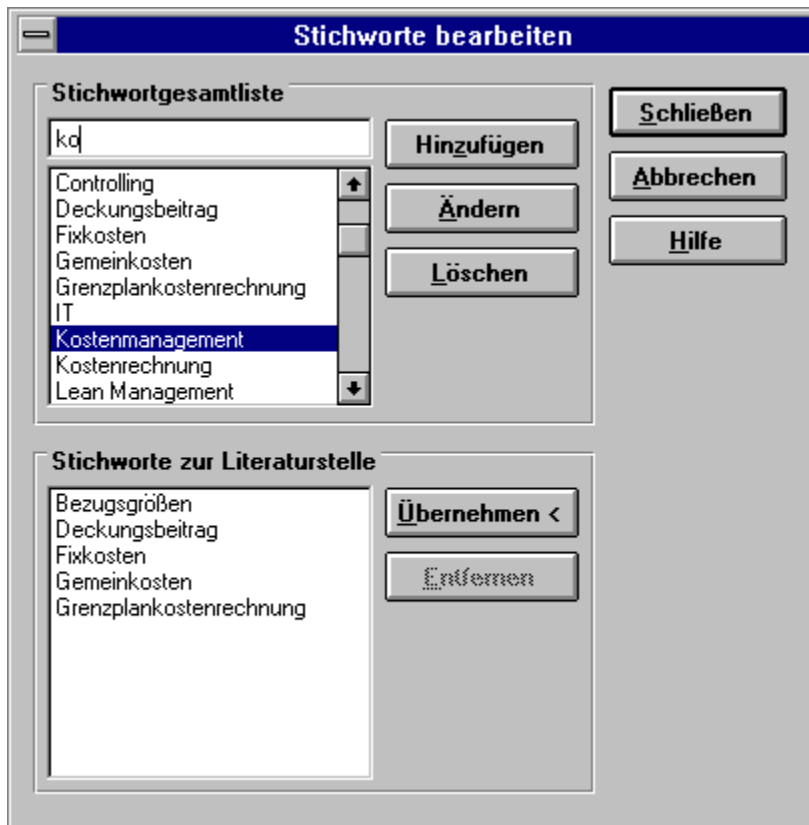 Stichworte bearbeiten
Stichwortgesamtliste
ko
Controlling
Deckungsbeitrag
Fixkosten
Gemeinkosten
Grenzplankostenrechnung
IT
Kostenmanagement
Kostenrechnung
Lean Management
Hinzufügen
Ändern
Löschen
Schließen
Abbrechen
Hilfe
Stichworte zur Literaturstelle
Bezugsgrößen
Deckungsbeitrag
Fixkosten
Gemeinkosten
Grenzplankostenrechnung
Übernehmen <
Entfernen